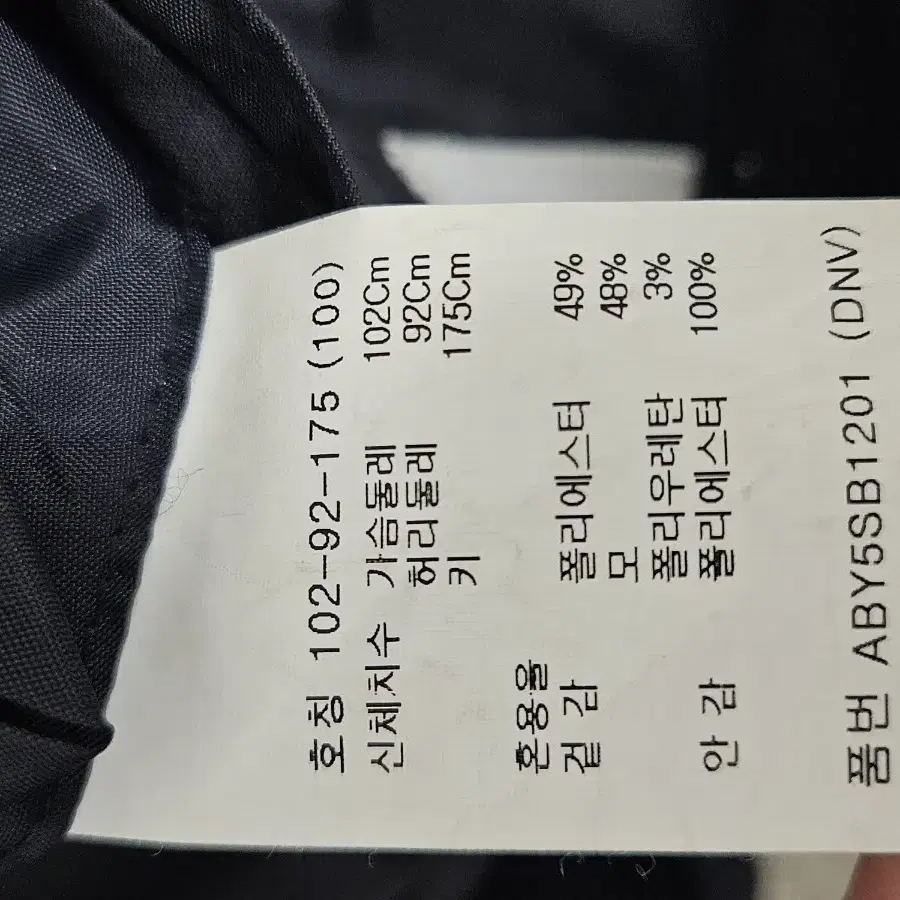 호칭 102-92-175 (100)
신체치수 가슴둘레 102Cm
허리둘레 92Cm
키 175Cm
혼용율
겉감 폴리에스터 49%
모 48%
폴리우레탄 3%
안감 폴리에스터 100%
품번 ABY5SB1201 (DNV)